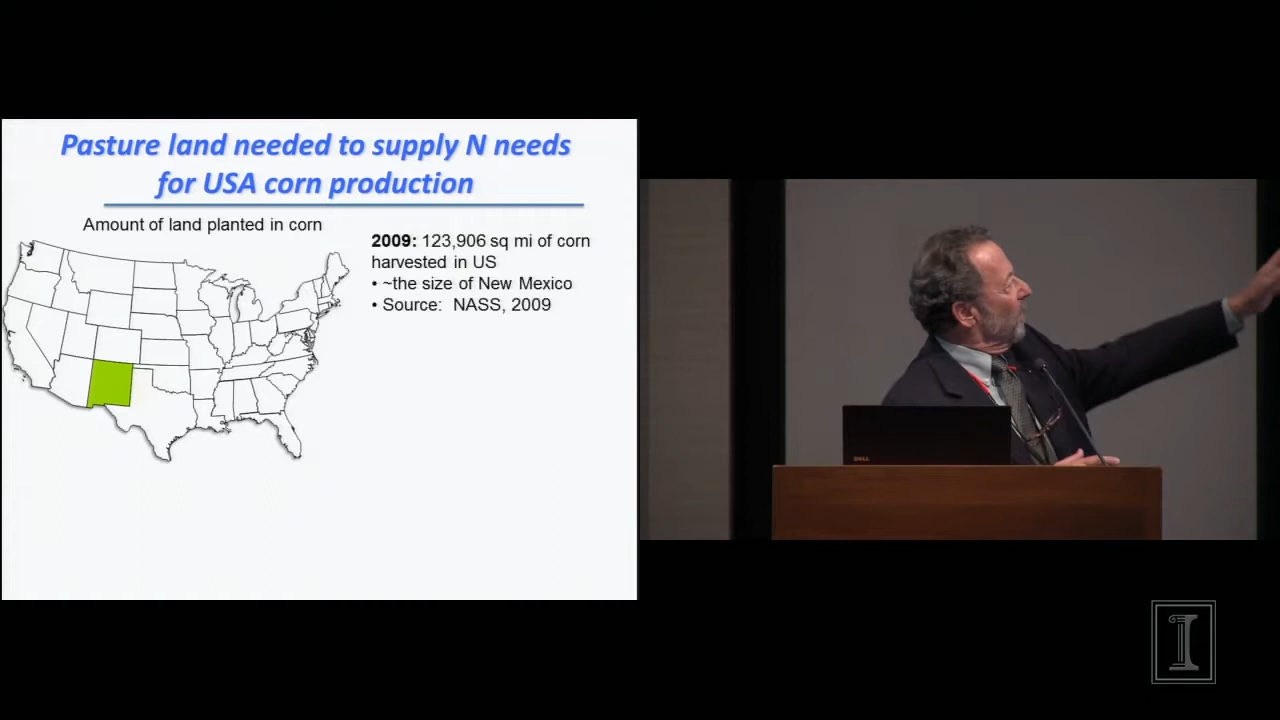 Pasture land needed to supply N needs
for USA corn production
Amount of land planted in corn
2009: 123,906 sq mi of corn
harvested in US
• ~the size of New Mexico
• Source: NASS, 2009
DELL
I